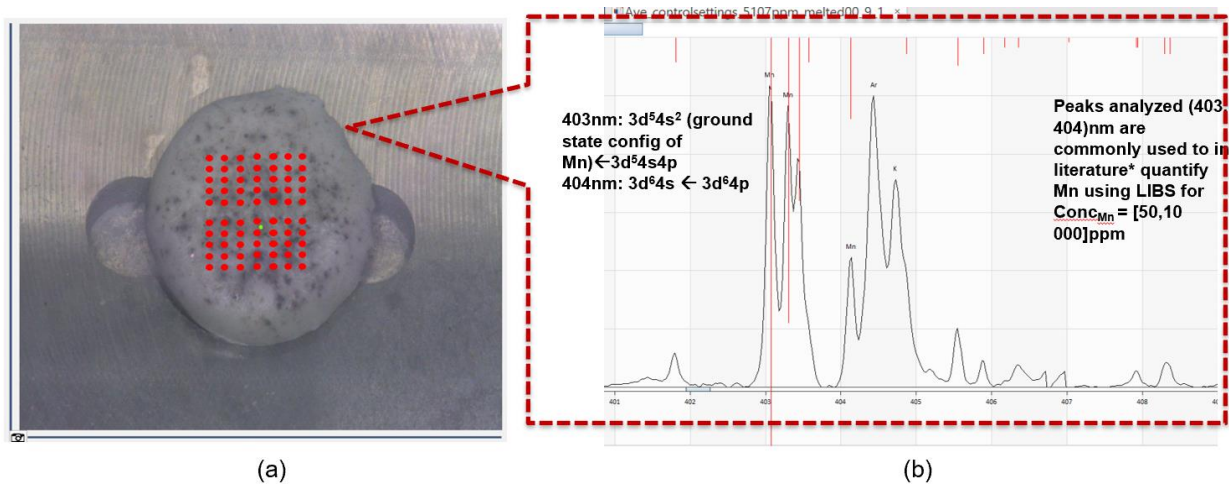 Ave_controlsettings_5107ppm_melted00_9_1 ×
403nm: 3d⁵4s² (ground
state config of
Mn)←3d⁵4s4p
404nm: 3d⁶4s ← 3d⁶4p
Mn
Mn
Mn
Ar
K
Peaks analyzed (403,
404)nm are
commonly used to in
literature* quantify
Mn using LIBS for
Conc_Mn = [50,10
000]ppm
401 402 403 404 405 406 407 408
(a)
(b)